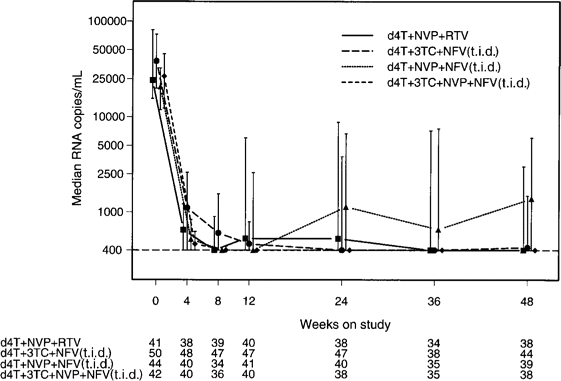 100000
50000
25000
10000
5000
2500
1000
400
Median RNA copies/mL
d4T+NVP+RTV
d4T+3TC+NFV(t.i.d.)
d4T+NVP+NFV(t.i.d.)
d4T+3TC+NVP+NFV(t.i.d.)
0 4 8 12 24 36 48
Weeks on study
d4T+NVP+RTV 41 38 39 40 38 34 38
d4T+3TC+NFV(t.i.d.) 50 48 47 47 47 38 44
d4T+NVP+NFV(t.i.d.) 44 40 34 41 40 35 39
d4T+3TC+NVP+NFV(t.i.d.) 42 40 36 40 38 35 38